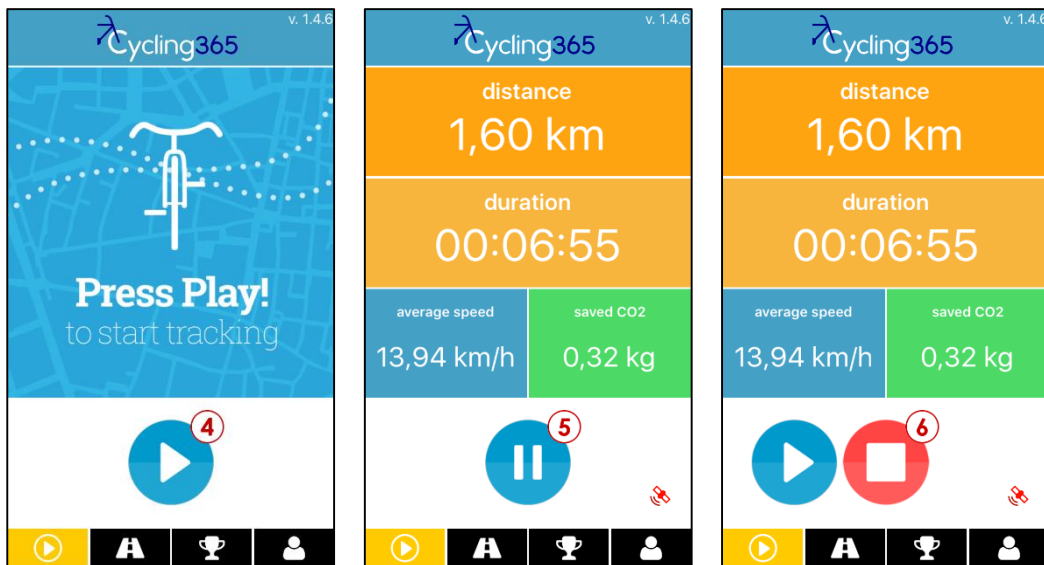 v. 1.4.6
Cycling365
Press Play!
to start tracking
4
v. 1.4.6
Cycling365
distance
1,60 km
duration
00:06:55
average speed
saved CO2
13,94 km/h
0,32 kg
5
v. 1.4.6
Cycling365
distance
1,60 km
duration
00:06:55
average speed
saved CO2
13,94 km/h
0,32 kg
6